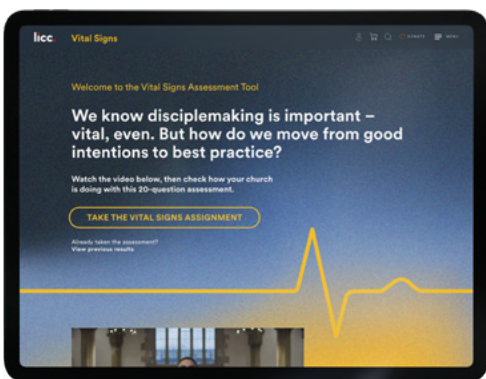 licc. Vital Signs DONATE MENU
Welcome to the Vital Signs Assessment Tool
We know disciplemaking is important –
vital, even. But how do we move from good
intentions to best practice?
Watch the video below, then check how your church
is doing with this 20-question assessment.
TAKE THE VITAL SIGNS ASSIGNMENT
Already taken the assessment?
View previous results